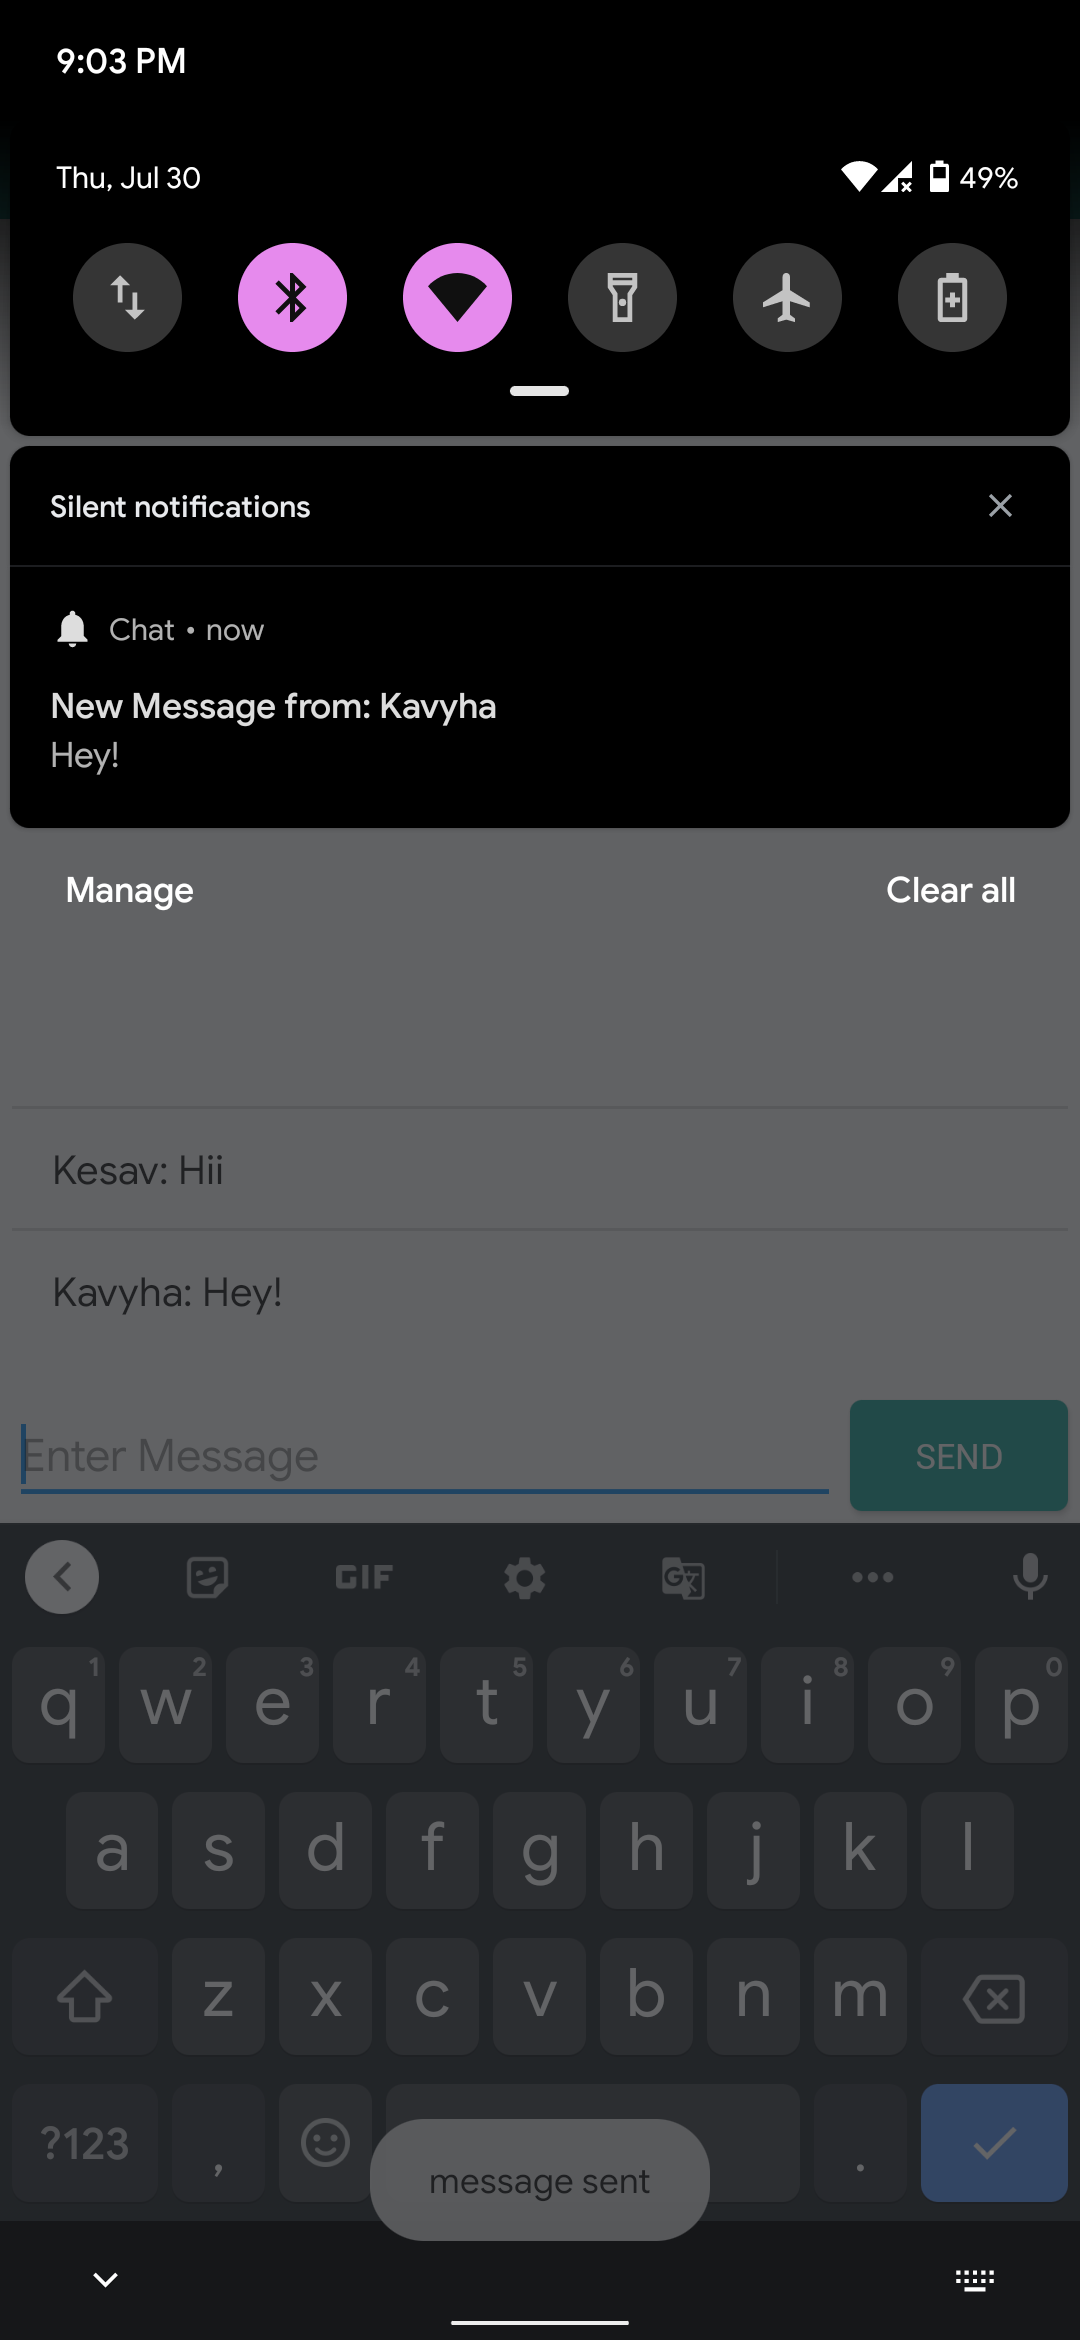 9:03 PM
Thu, Jul 30
49%
Silent notifications
Chat • now
New Message from: Kavyha
Hey!
Manage
Clear all
Kesav: Hii
Kavyha: Hey!
Enter Message
SEND
GIF
G
1 2 3 4 5 6 7 8 9 0
q w e r t y u i o p
a s d f g h j k l
z x c v b n m
?123 , .
message sent